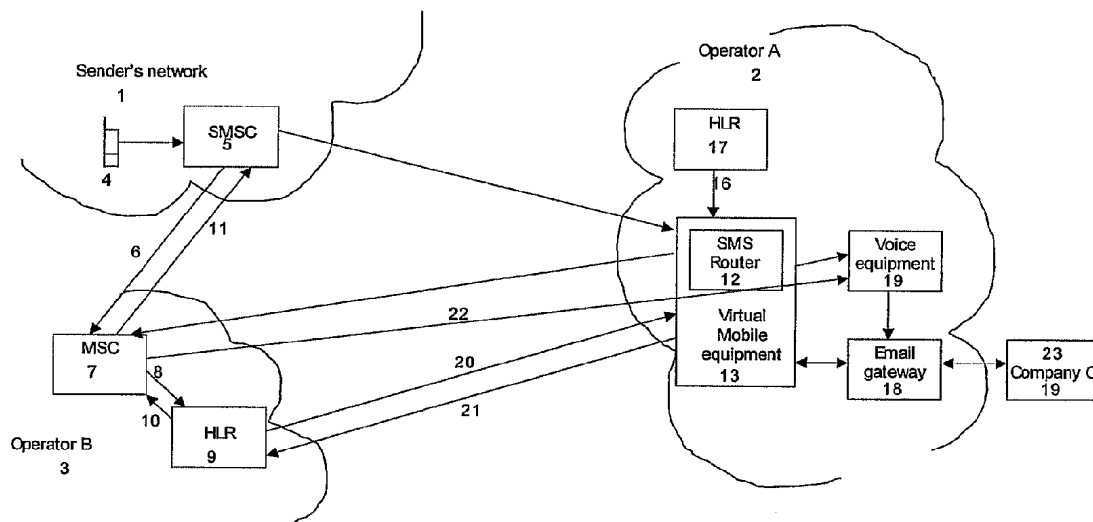 Sender's network
1
4
SMSC
5
Operator A
2
HLR
17
16
6
11
SMS
Router
12
Virtual
Mobile
equipment
13
Voice
equipment
19
22
MSC
7
8
10
20
21
Email
gateway
18
23
Company C
19
HLR
9
Operator B
3